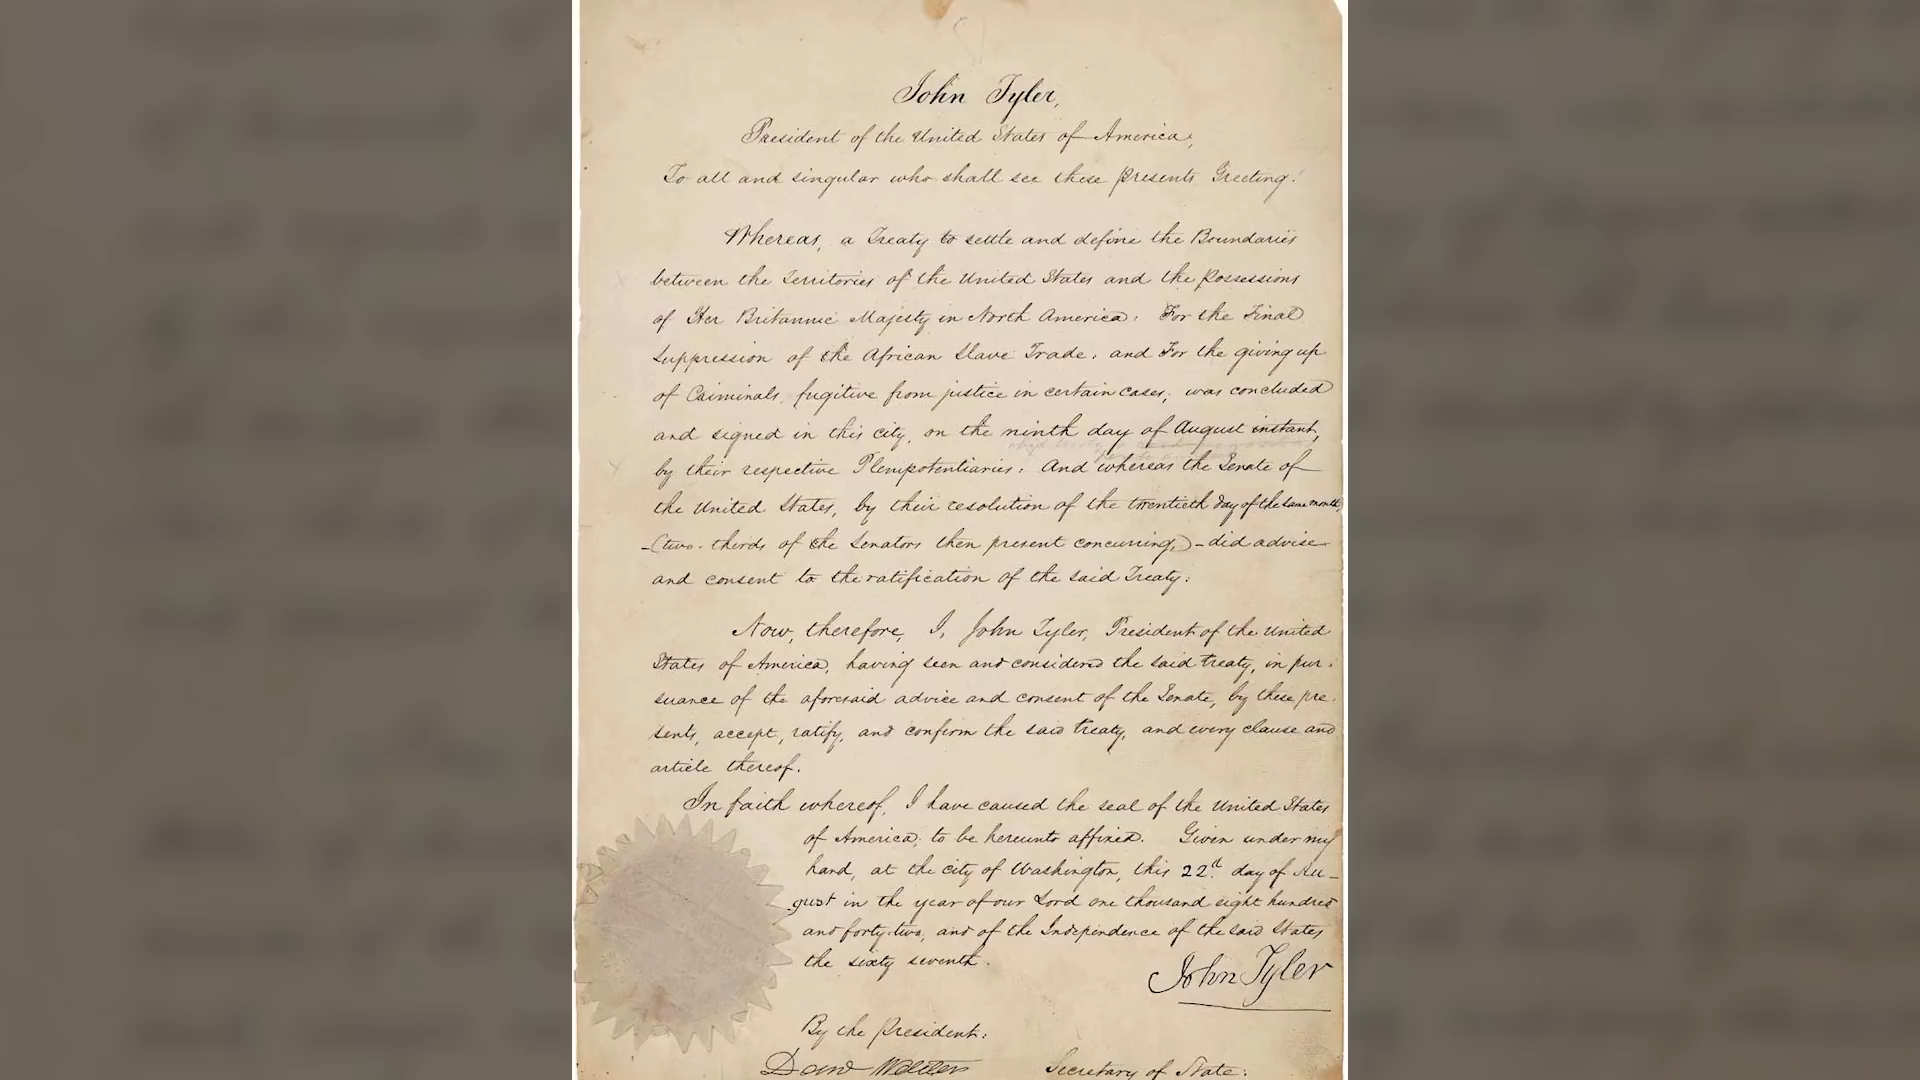 John Tyler,
President of the United States of America,
To all and singular who shall see these presents Greeting!
Whereas, a Treaty to settle and define the Boundaries
between the Territories of the United States and the Possessions
of Her Britannic Majesty in North America: For the Final
Suppression of the African Slave Trade: and For the giving up
of Criminals, fugitive from justice in certain cases, was concluded
and signed in this city, on the ninth day of August instant,
by their respective Plenipotentiaries: And whereas the Senate of
the United States, by their resolution of the twentieth day of the same month,
-(two-thirds of the Senators then present concurring,)-did advise
and consent to the ratification of the said Treaty:
Now, therefore, I, John Tyler, President of the United
States of America, having seen and considered the said treaty, in pur-
suance of the aforesaid advice and consent of the Senate, by these pre-
sents, accept, ratify, and confirm the said treaty, and every clause and
article thereof.
In faith whereof, I have caused the seal of the United States
of America, to be hereunto affixed. Given under my
hand, at the city of Washington, this 22d day of Au-
gust in the year of our Lord one thousand eight hundred
and forty-two, and of the Independence of the said States
the sixty seventh.
John Tyler
By the President:
Danl Webster Secretary of State: